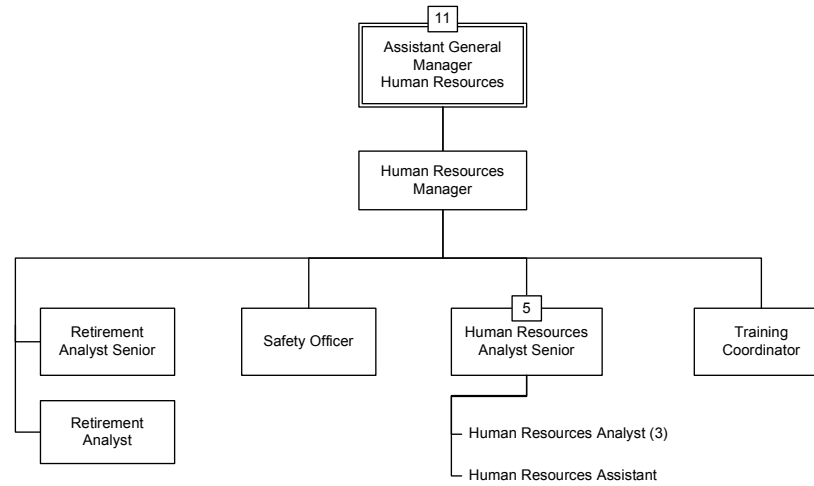 11
Assistant General
Manager
Human Resources
Human Resources
Manager
Retirement
Analyst Senior
Safety Officer
5
Human Resources
Analyst Senior
Training
Coordinator
Retirement
Analyst
Human Resources Analyst (3)
Human Resources Assistant